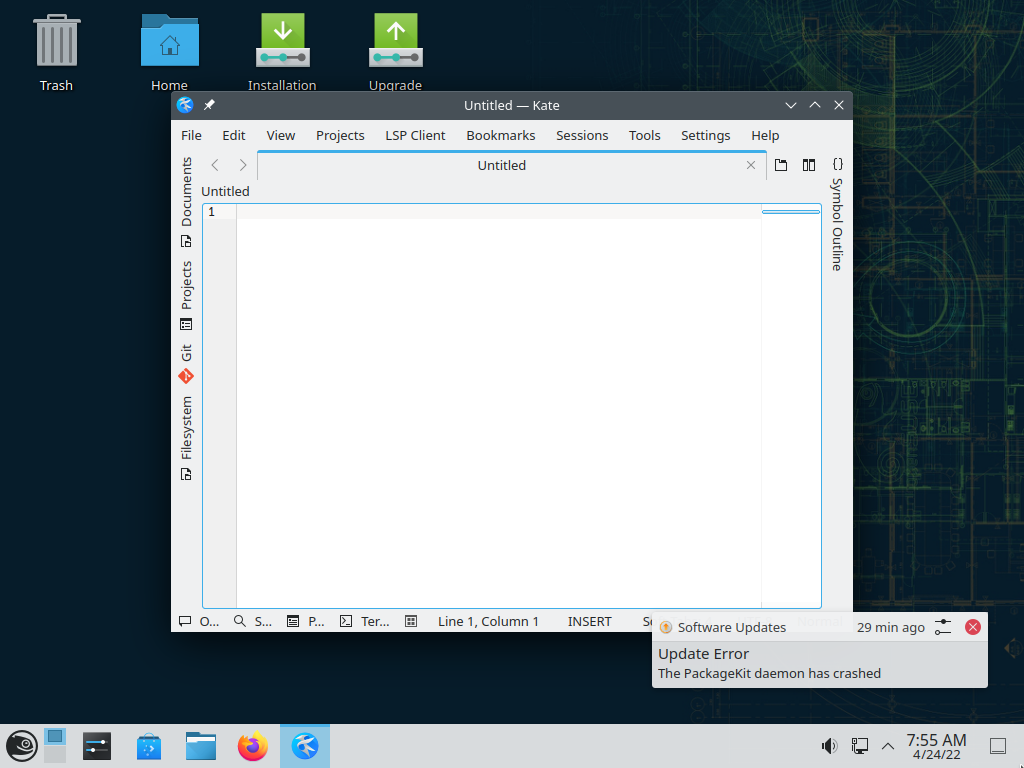 Trash
Home
Installation
Upgrade
Untitled — Kate
File Edit View Projects LSP Client Bookmarks Sessions Tools Settings Help
Untitled
Untitled
1
Documents
Projects
Git
Filesystem
Symbol Outline
O... S... P... Ter... Line 1, Column 1 INSERT
Software Updates 29 min ago
Update Error
The PackageKit daemon has crashed
7:55 AM
4/24/22